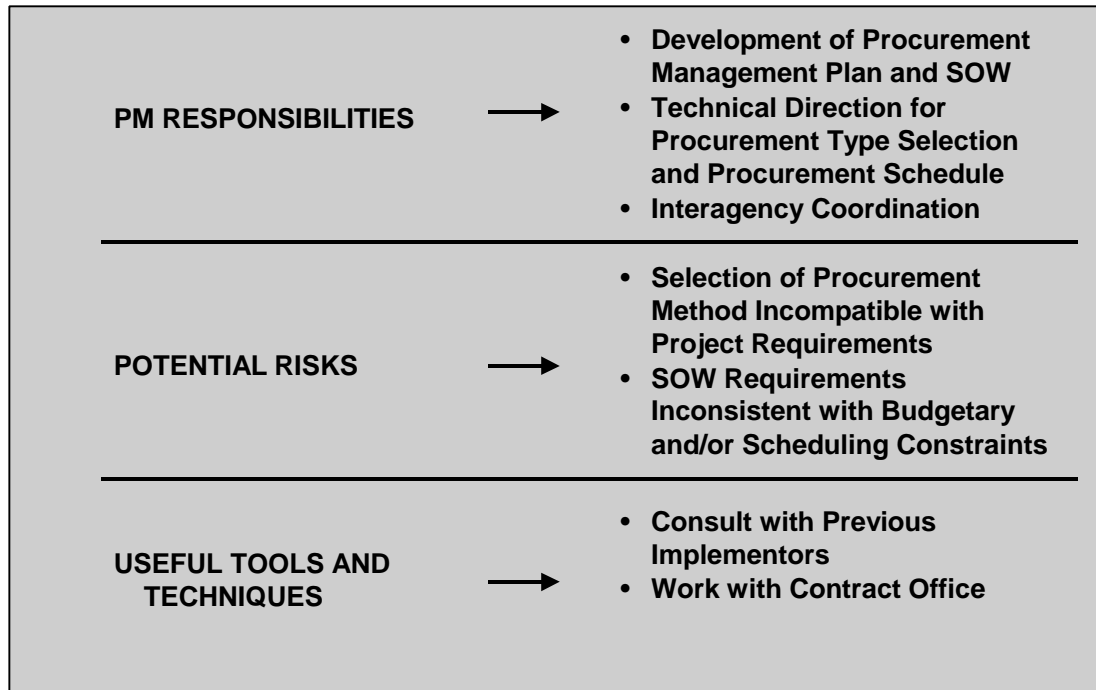 PM RESPONSIBILITIES
• Development of Procurement
Management Plan and SOW
• Technical Direction for
Procurement Type Selection
and Procurement Schedule
• Interagency Coordination
POTENTIAL RISKS
• Selection of Procurement
Method Incompatible with
Project Requirements
• SOW Requirements
Inconsistent with Budgetary
and/or Scheduling Constraints
USEFUL TOOLS AND
TECHNIQUES
• Consult with Previous
Implementors
• Work with Contract Office